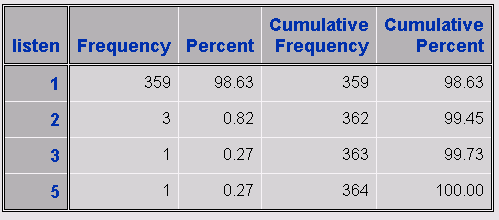 listen Frequency Percent Cumulative Frequency Cumulative Percent
1 359 98.63 359 98.63
2 3 0.82 362 99.45
3 1 0.27 363 99.73
5 1 0.27 364 100.00